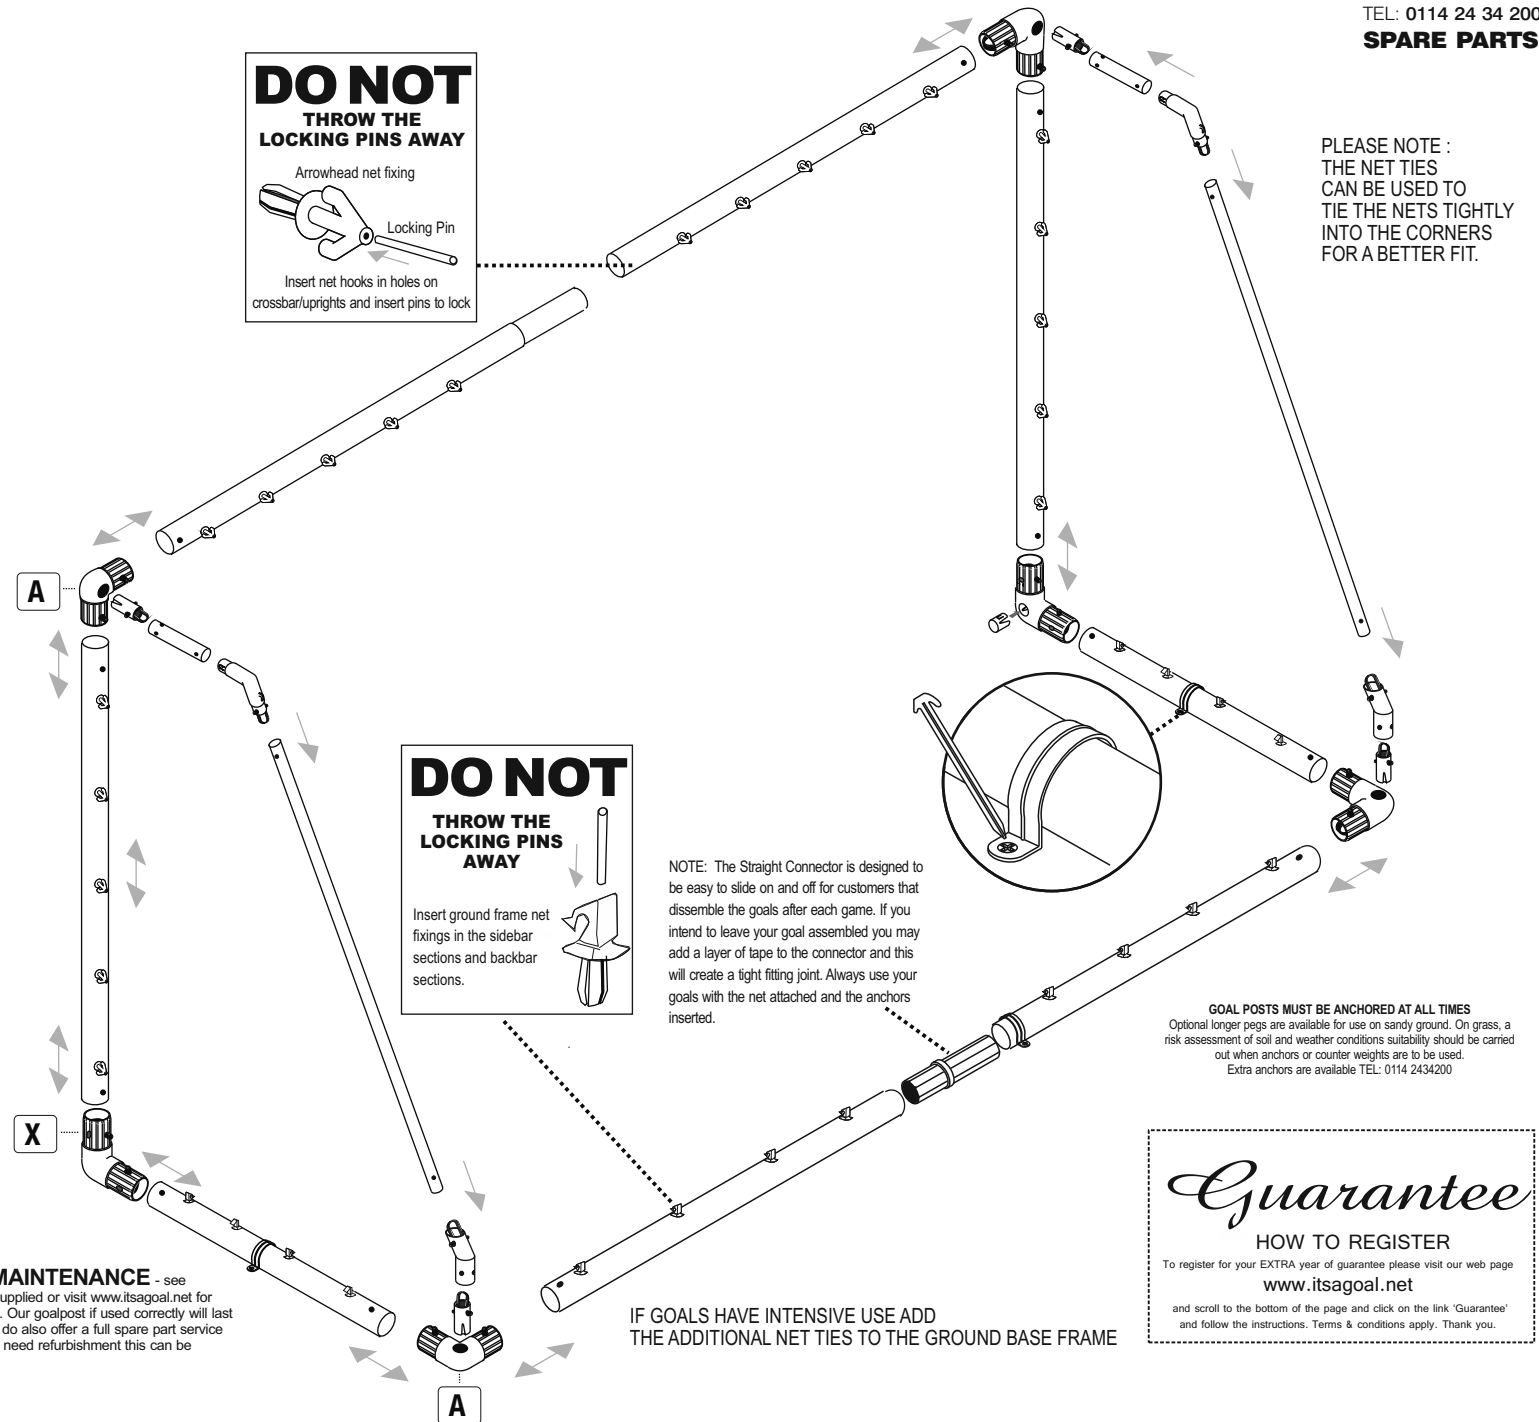 TEL: 0114 24 34 200
SPARE PARTS
DO NOT
THROW THE
LOCKING PINS AWAY
Arrowhead net fixing
Locking Pin
Insert net hooks in holes on
crossbar/uprights and insert pins to lock
PLEASE NOTE :
THE NET TIES
CAN BE USED TO
TIE THE NETS TIGHTLY
INTO THE CORNERS
FOR A BETTER FIT.
A
DO NOT
THROW THE
LOCKING PINS
AWAY
Insert ground frame net
fixings in the sidebar
sections and backbar
sections.
NOTE: The Straight Connector is designed to
be easy to slide on and off for customers that
dissemble the goals after each game. If you
intend to leave your goal assembled you may
add a layer of tape to the connector and this
will create a tight fitting joint. Always use your
goals with the net attached and the anchors
inserted.
GOAL POSTS MUST BE ANCHORED AT ALL TIMES
Optional longer pegs are available for use on sandy ground. On grass, a
risk assessment of soil and weather conditions suitability should be carried
out when anchors or counter weights are to be used.
Extra anchors are available TEL: 0114 2434200
X
Guarantee
HOW TO REGISTER
To register for your EXTRA year of guarantee please visit our web page
www.itsagoal.net
and scroll to the bottom of the page and click on the link 'Guarantee'
and follow the instructions. Terms & conditions apply. Thank you.
MAINTENANCE - see
upplied or visit www.itsagoal.net for
. Our goalpost if used correctly will last
do also offer a full spare part service
need refurbishment this can be
IF GOALS HAVE INTENSIVE USE ADD
THE ADDITIONAL NET TIES TO THE GROUND BASE FRAME
A